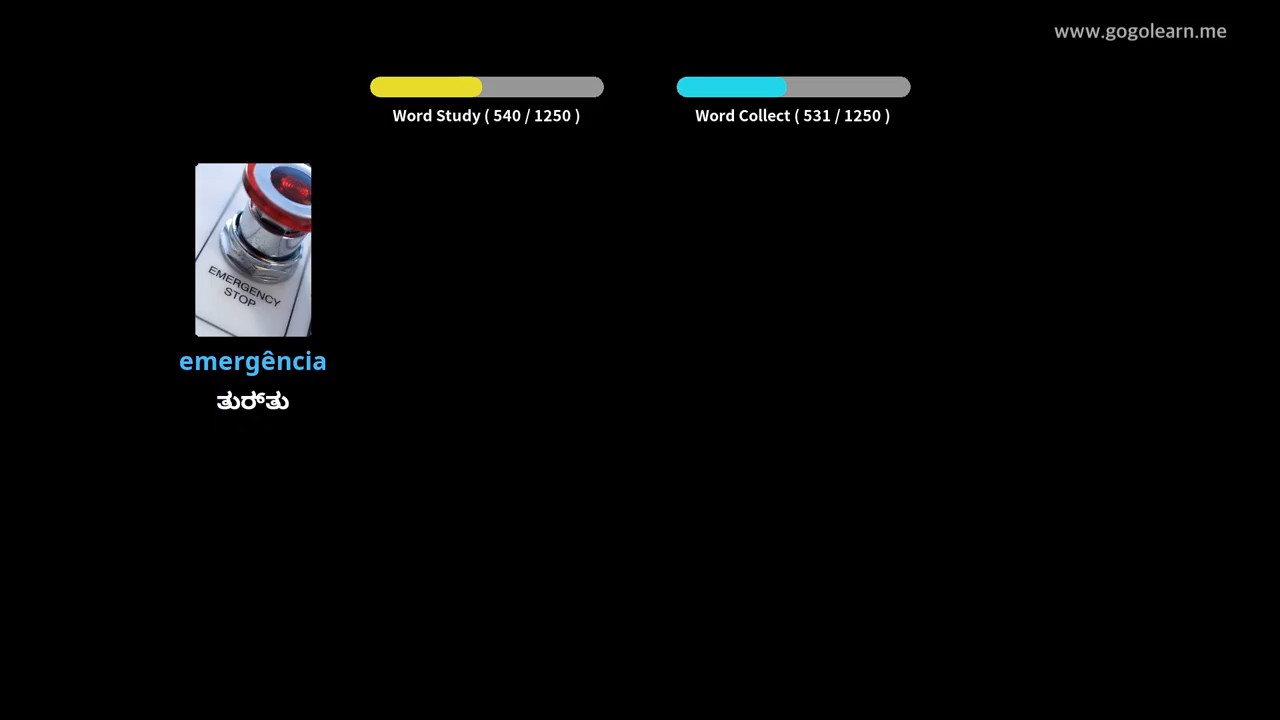 www.gogolearn.me
Word Study ( 540 / 1250 )
Word Collect ( 531 / 1250 )
EMERGENCY
STOP
emergência
ತುರ್ತು